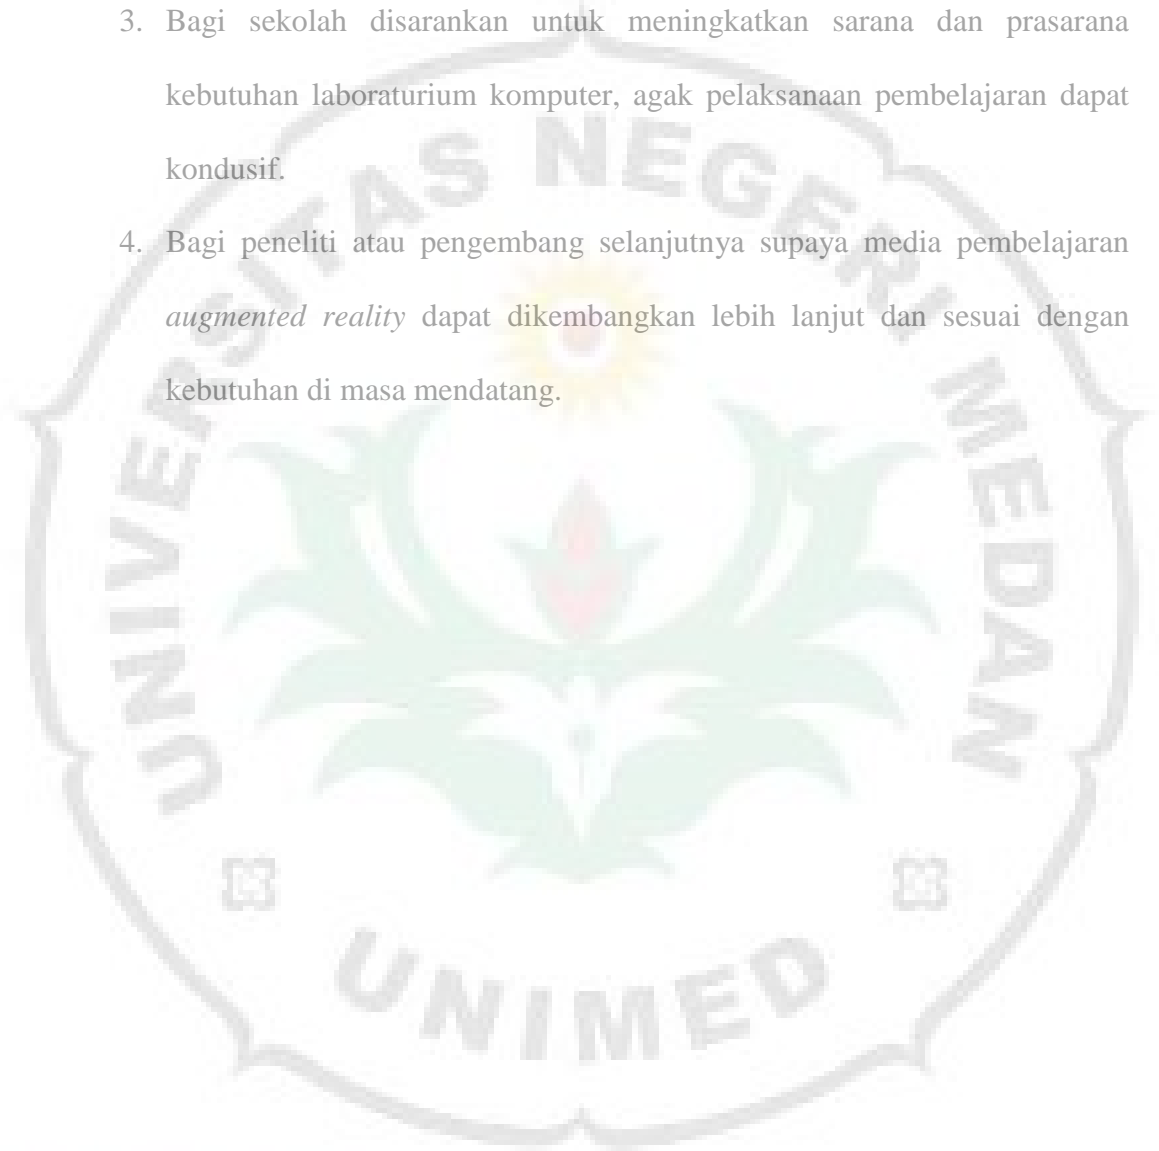 3. Bagi sekolah disarankan untuk meningkatkan sarana dan prasarana
kebutuhan laboraturium komputer, agak pelaksanaan pembelajaran dapat
kondusif.
4. Bagi peneliti atau pengembang selanjutnya supaya media pembelajaran
augmented reality dapat dikembangkan lebih lanjut dan sesuai dengan
kebutuhan di masa mendatang.
UNIVERSITAS NEGERI MEDAN
UNIMED